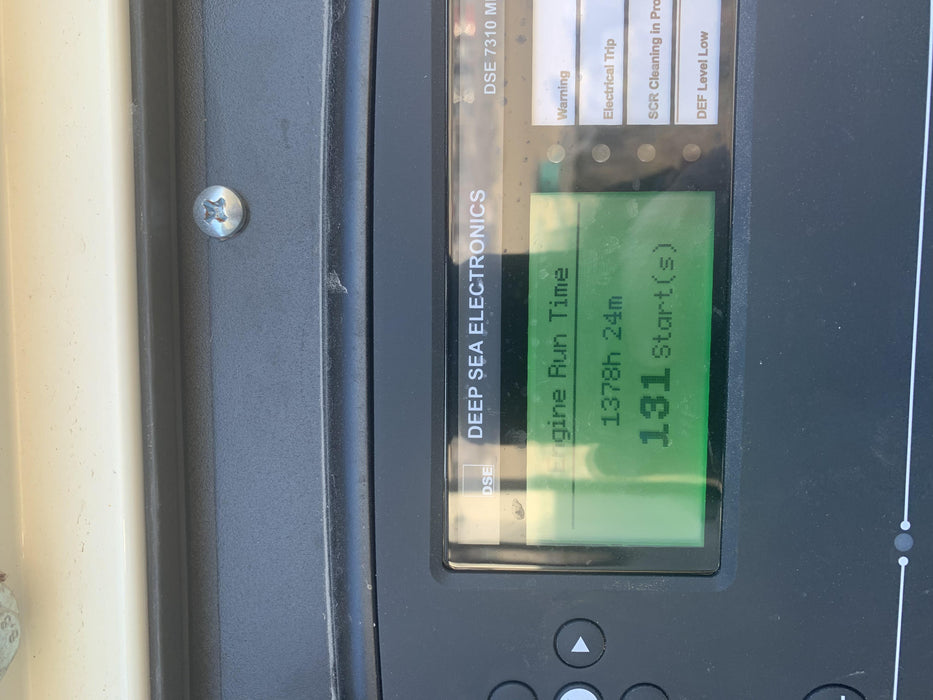 DSE
DEEP SEA ELECTRONICS
DSE 7310 M
Engine Run Time
1378h 24m
131 Start(s)
Warning
Electrical Trip
SCR Cleaning in Pro
DEF Level Low